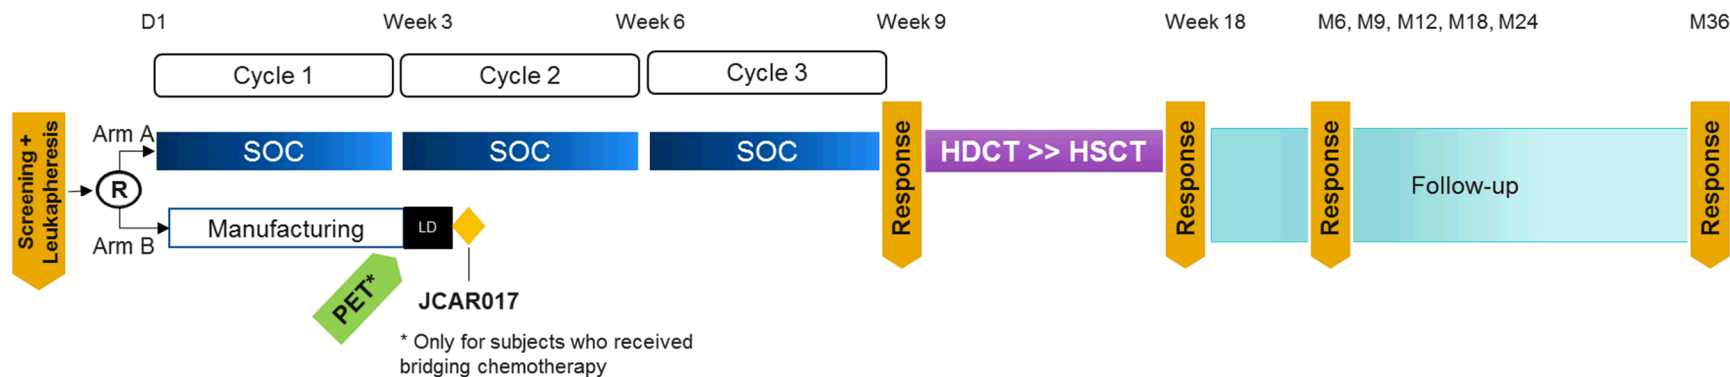 D1
Week 3
Week 6
Week 9
Week 18
M6, M9, M12, M18, M24
M36
Cycle 1
Cycle 2
Cycle 3
Screening +
Leukapheresis
Arm A
R
Arm B
SOC
SOC
SOC
Response
HDCT >> HSCT
Response
Response
Follow-up
Response
Manufacturing
LD
PET*
JCAR017
* Only for subjects who received
bridging chemotherapy